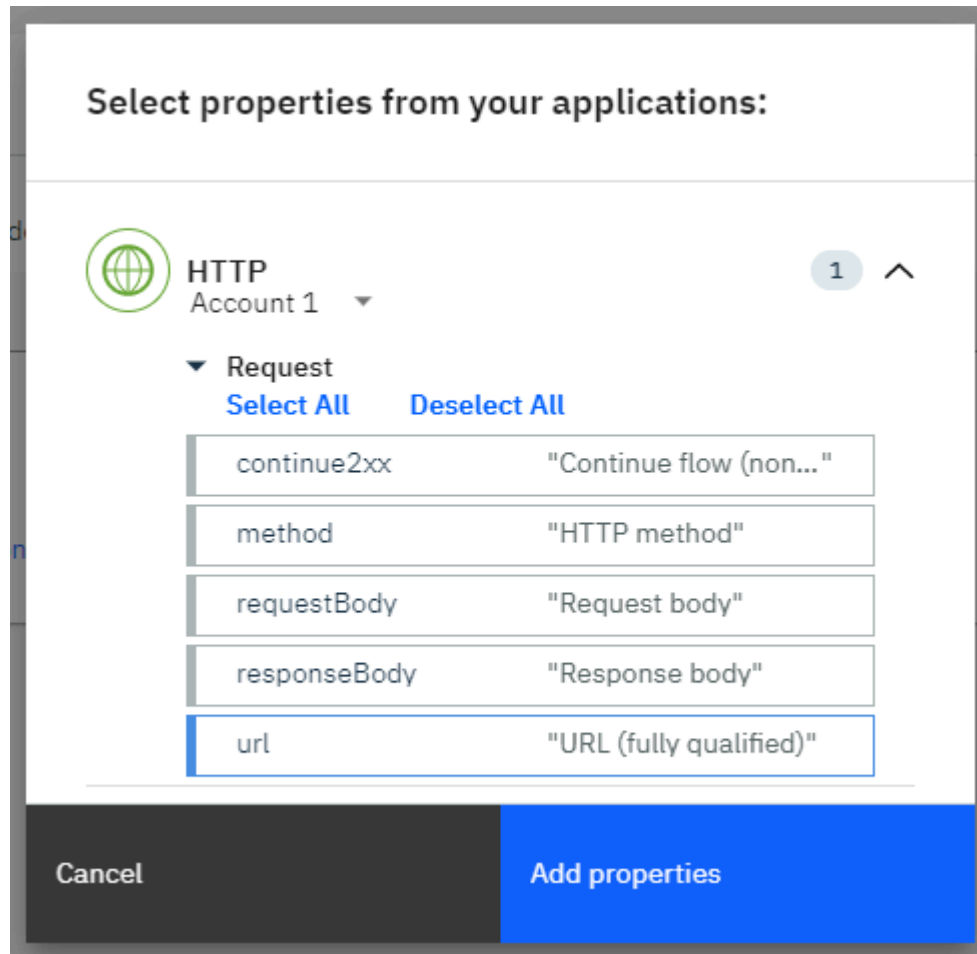 Select properties from your applications:
HTTP
1
Account 1
Request
Select All Deselect All
continue2xx "Continue flow (non..."
method "HTTP method"
requestBody "Request body"
responseBody "Response body"
url "URL (fully qualified)"
Cancel Add properties